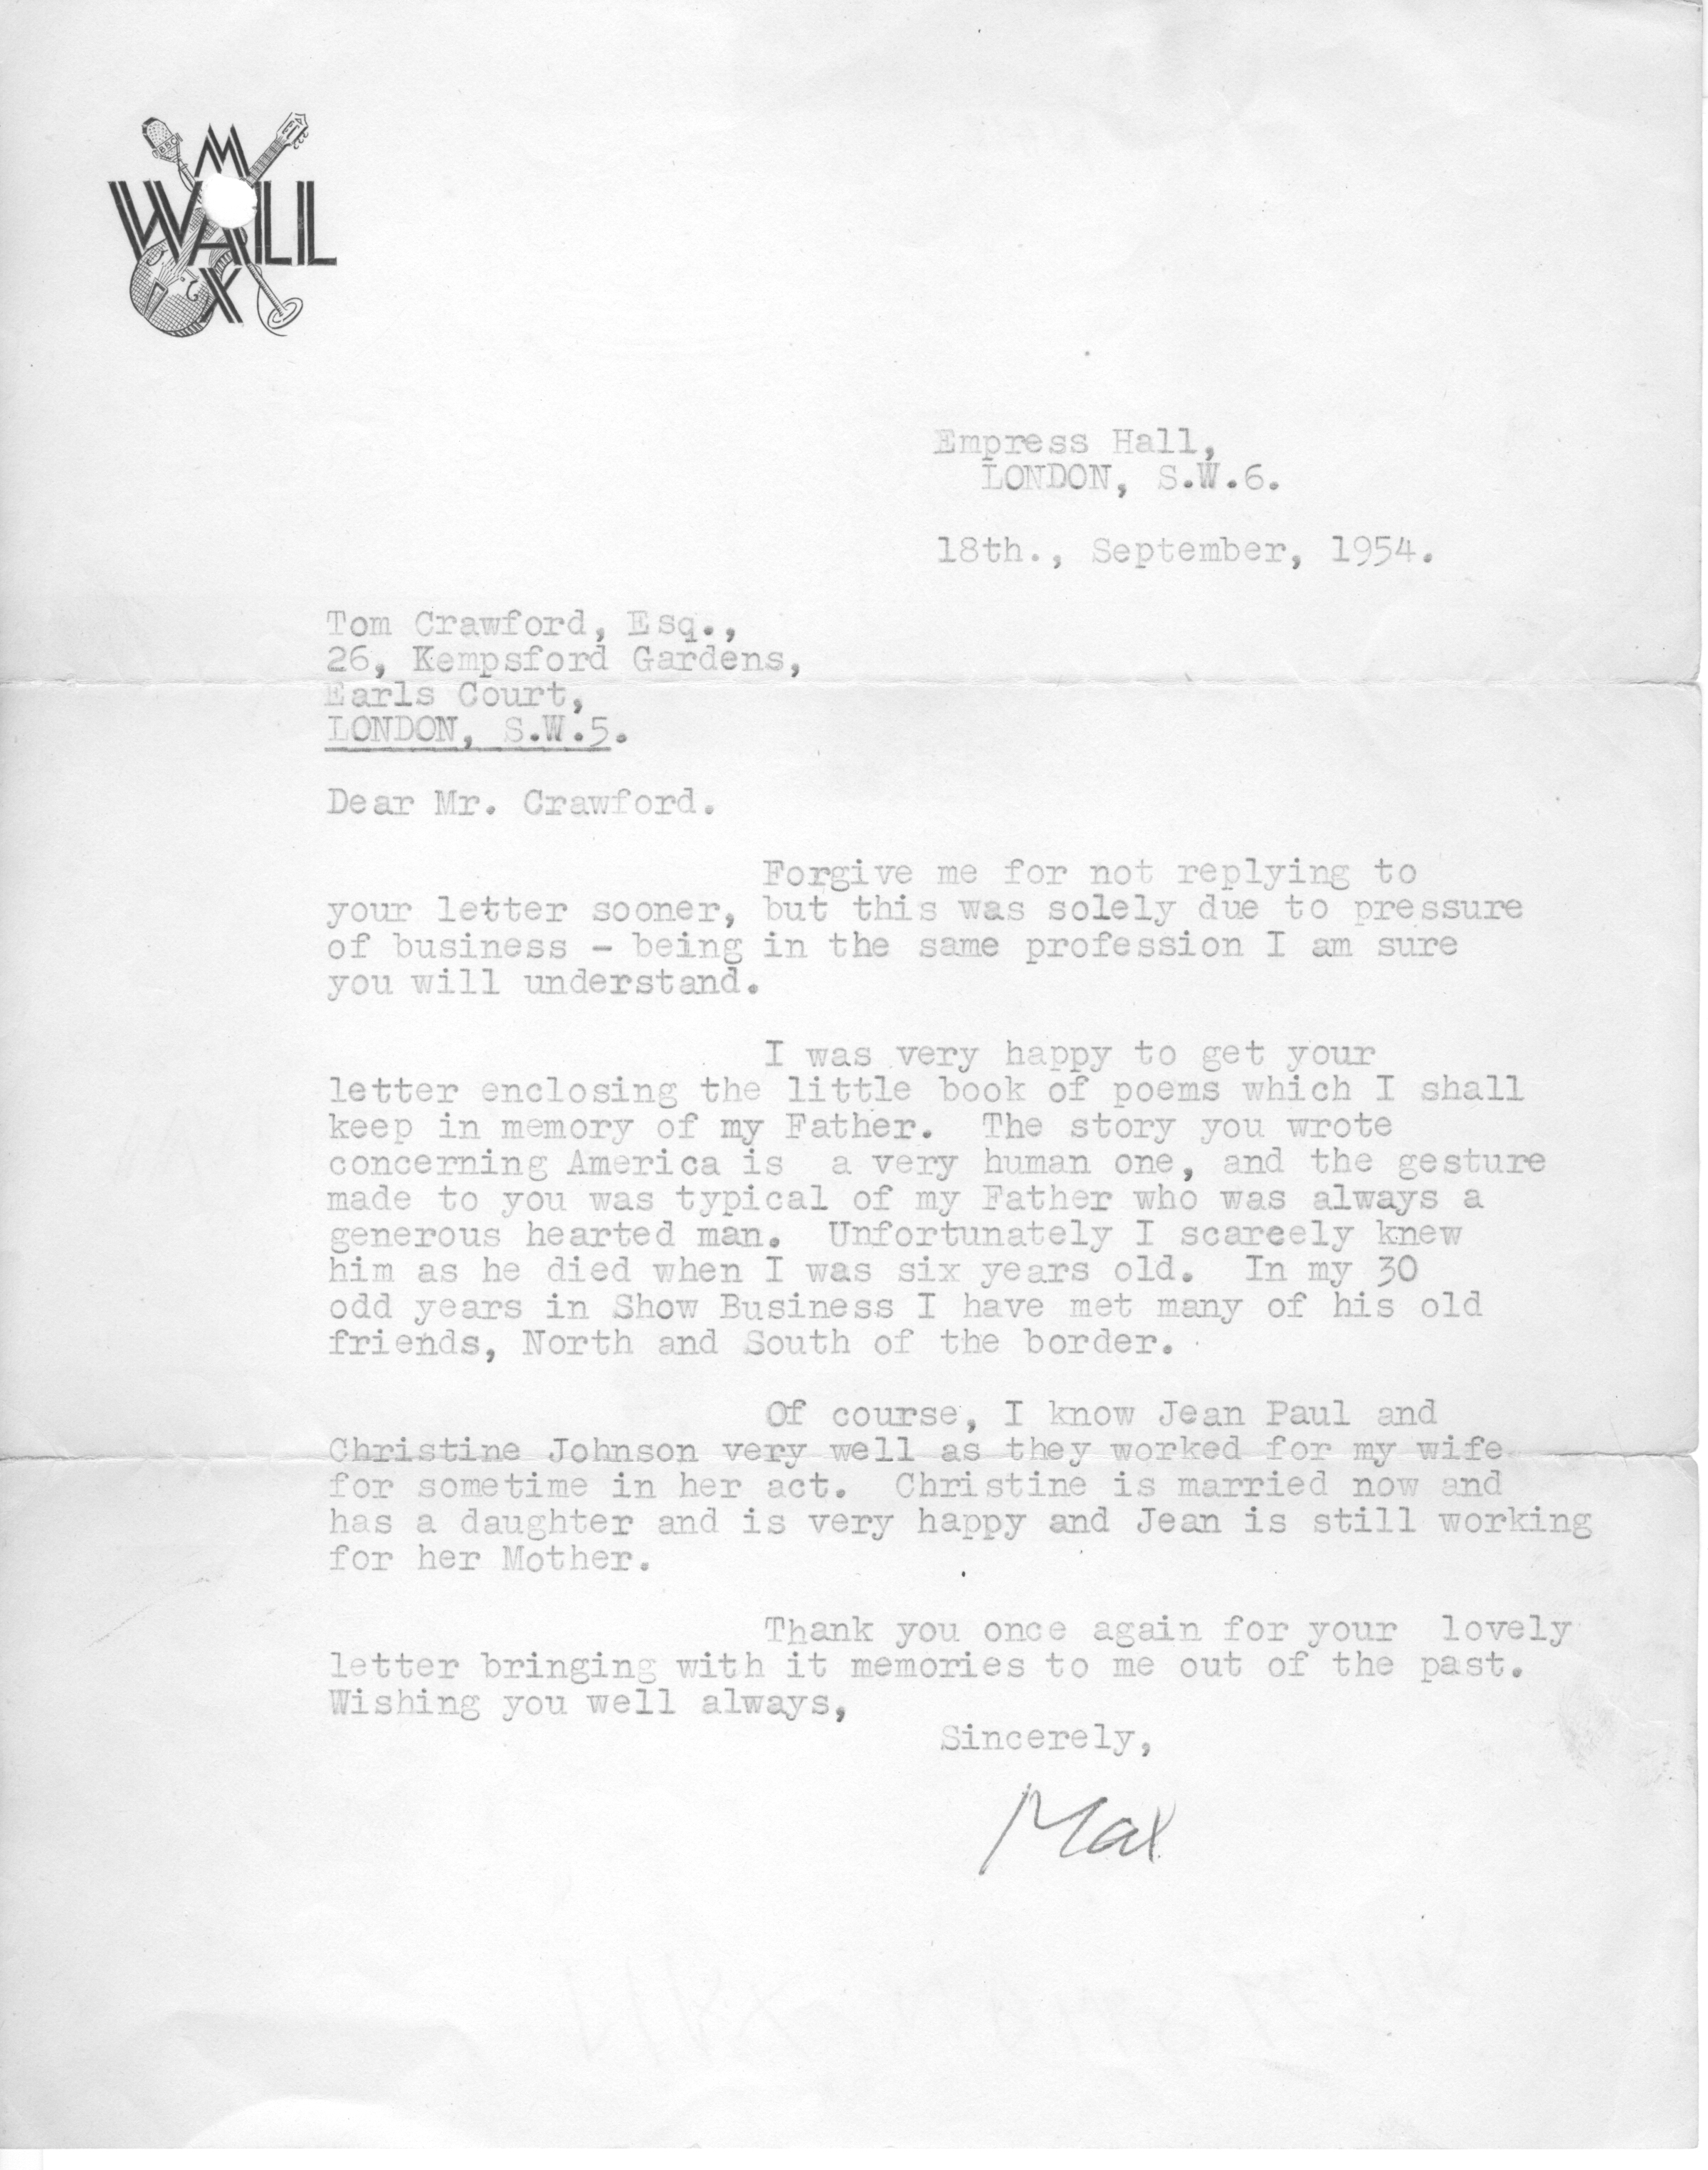 MAX
WALL
BBC
Empress Hall,
LONDON, S.W.6.
18th., September, 1954.
Tom Crawford, Esq.,
26, Kempsford Gardens,
Earls Court,
LONDON, S.W.5.
Dear Mr. Crawford.
Forgive me for not replying to
your letter sooner, but this was solely due to pressure
of business - being in the same profession I am sure
you will understand.
I was very happy to get your
letter enclosing the little book of poems which I shall
keep in memory of my Father. The story you wrote
concerning America is a very human one, and the gesture
made to you was typical of my Father who was always a
generous hearted man. Unfortunately I scarcely knew
him as he died when I was six years old. In my 30
odd years in Show Business I have met many of his old
friends, North and South of the border.
Of course, I know Jean Paul and
Christine Johnson very well as they worked for my wife
for sometime in her act. Christine is married now and
has a daughter and is very happy and Jean is still working
for her Mother.
Thank you once again for your lovely
letter bringing with it memories to me out of the past.
Wishing you well always,
Sincerely,
Max